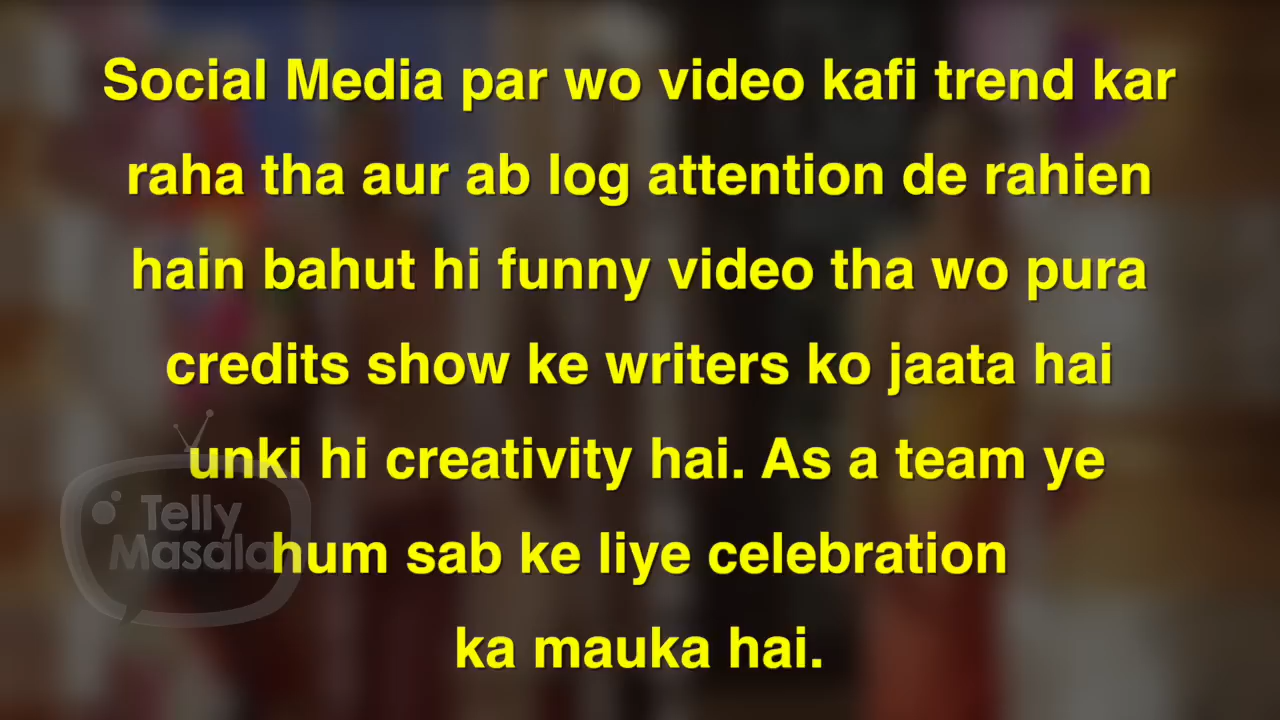 Social Media par wo video kafi trend kar
raha tha aur ab log attention de rahien
hain bahut hi funny video tha wo pura
credits show ke writers ko jaata hai
unki hi creativity hai. As a team ye
hum sab ke liye celebration
ka mauka hai.
Telly
Masala